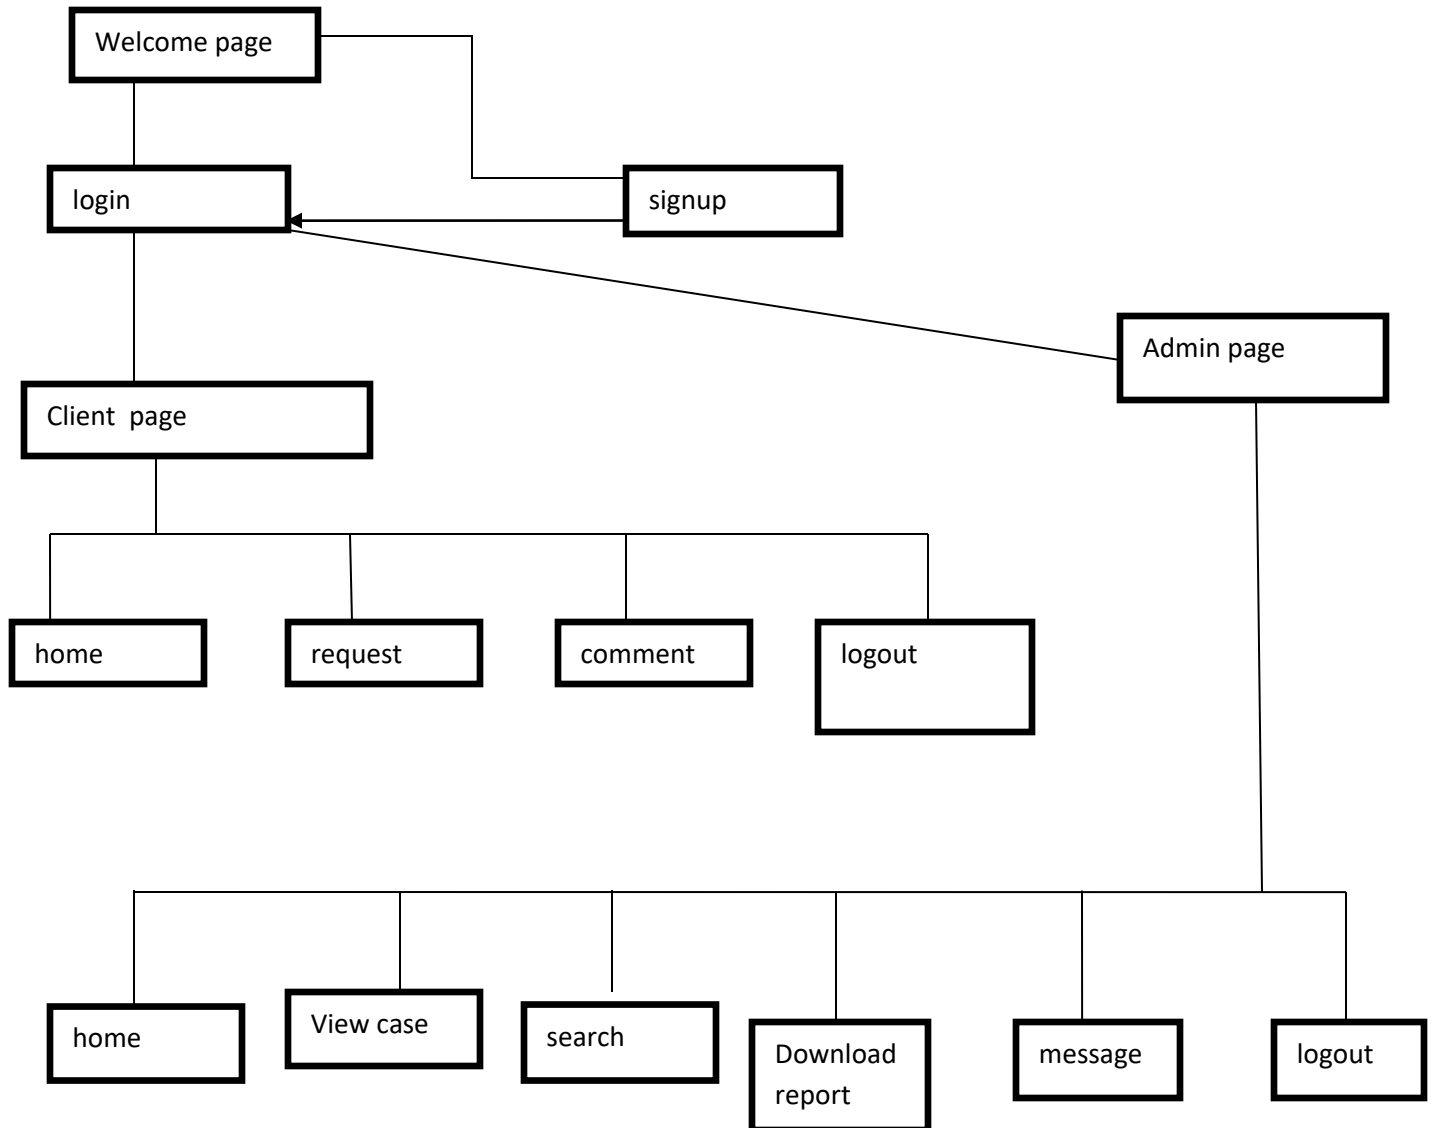 Welcome page
login
signup
Admin page
Client  page
home
request
comment
logout
home
View case
search
Download
report
message
logout